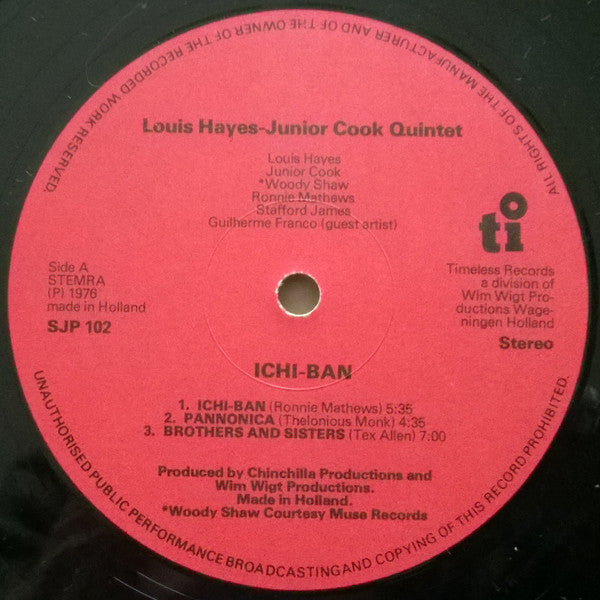 ALL RIGHTS OF THE MANUFACTURER AND OF THE OWNER OF THE RECORDED WORK RESERVED.
Louis Hayes-Junior Cook Quintet
Louis Hayes
Junior Cook
*Woody Shaw
Ronnie Mathews
Stafford James
Guilherme Franco (guest artist)
ti
Side A
STEMRA
(P) 1976
made in Holland
SJP 102
Timeless Records
a division of
Wim Wigt Pro-
ductions Wage-
ningen Holland
Stereo
ICHI-BAN
1. ICHI-BAN (Ronnie Mathews) 5:35
2. PANNONICA (Thelonious Monk) 4:35
3. BROTHERS AND SISTERS (Tex Allen) 7:00
Produced by Chinchilla Productions and
Wim Wigt Productions.
Made in Holland.
*Woody Shaw Courtesy Muse Records
UNAUTHORISED PUBLIC PERFORMANCE BROADCASTING AND COPYING OF THIS RECORD PROHIBITED.